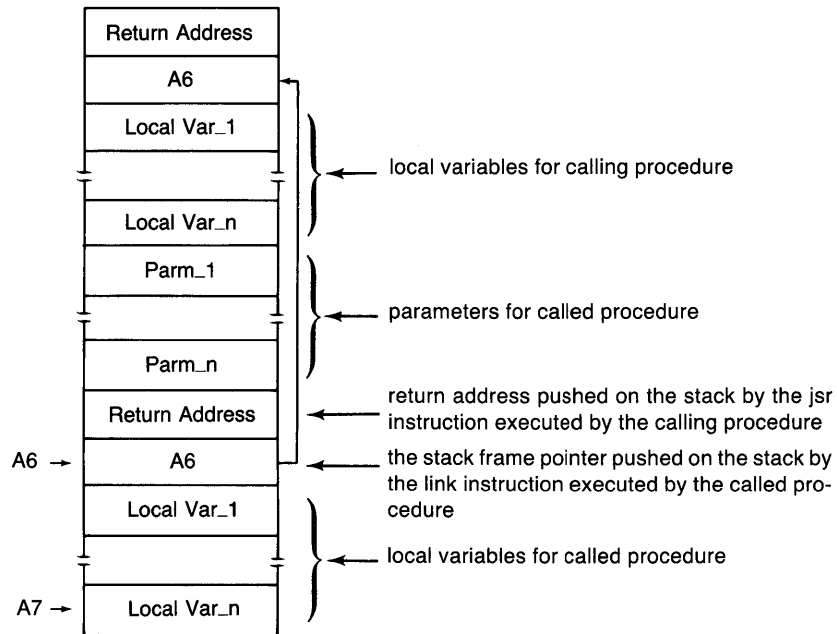 Return Address
A6
Local Var_1
local variables for calling procedure
Local Var_n
Parm_1
parameters for called procedure
Parm_n
return address pushed on the stack by the jsr
instruction executed by the calling procedure
Return Address
A6
A6
the stack frame pointer pushed on the stack by
the link instruction executed by the called pro-
cedure
Local Var_1
local variables for called procedure
A7
Local Var_n